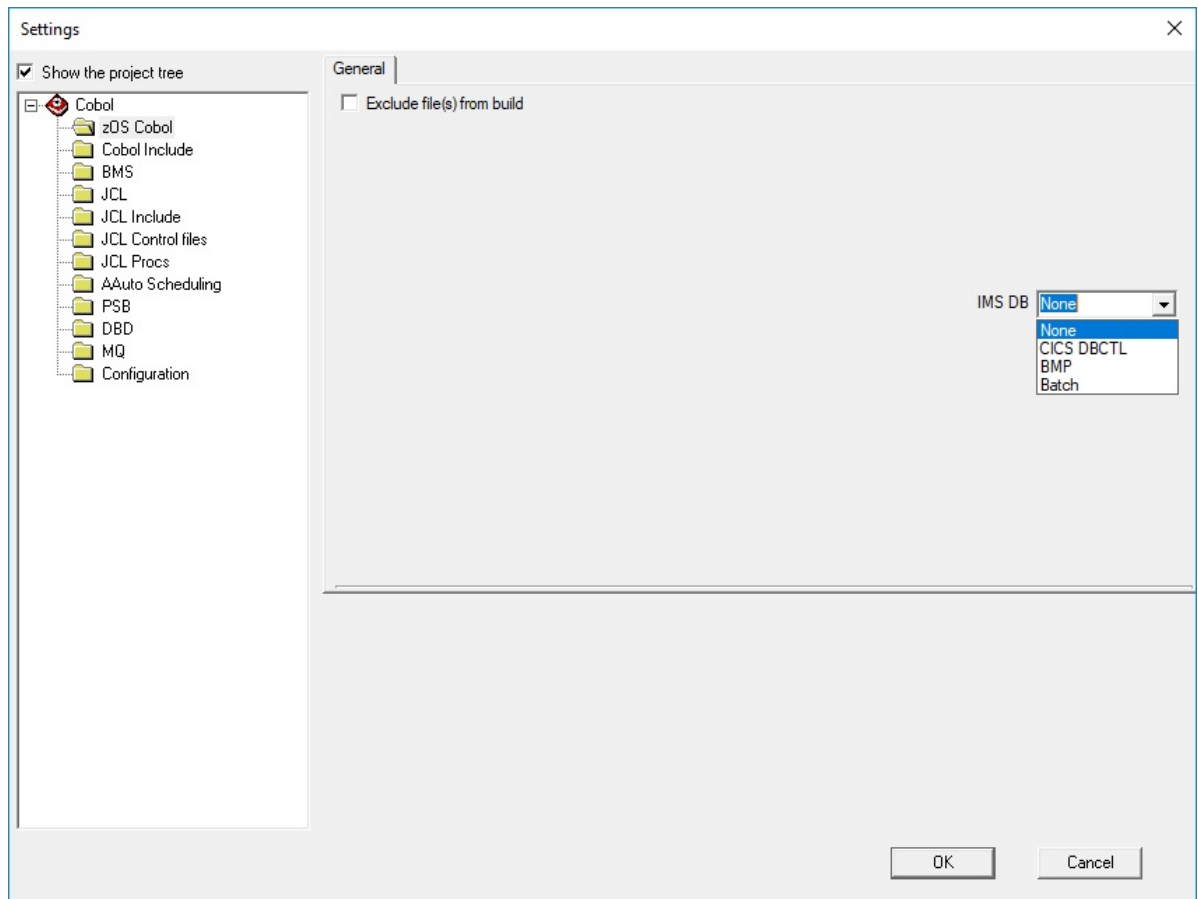 Settings
Show the project tree
Cobol
zOS Cobol
Cobol Include
BMS
JCL
JCL Include
JCL Control files
JCL Procs
AAuto Scheduling
PSB
DBD
MQ
Configuration
General
Exclude file(s) from build
IMS DB None
None
CICS DBCTL
BMP
Batch
OK Cancel